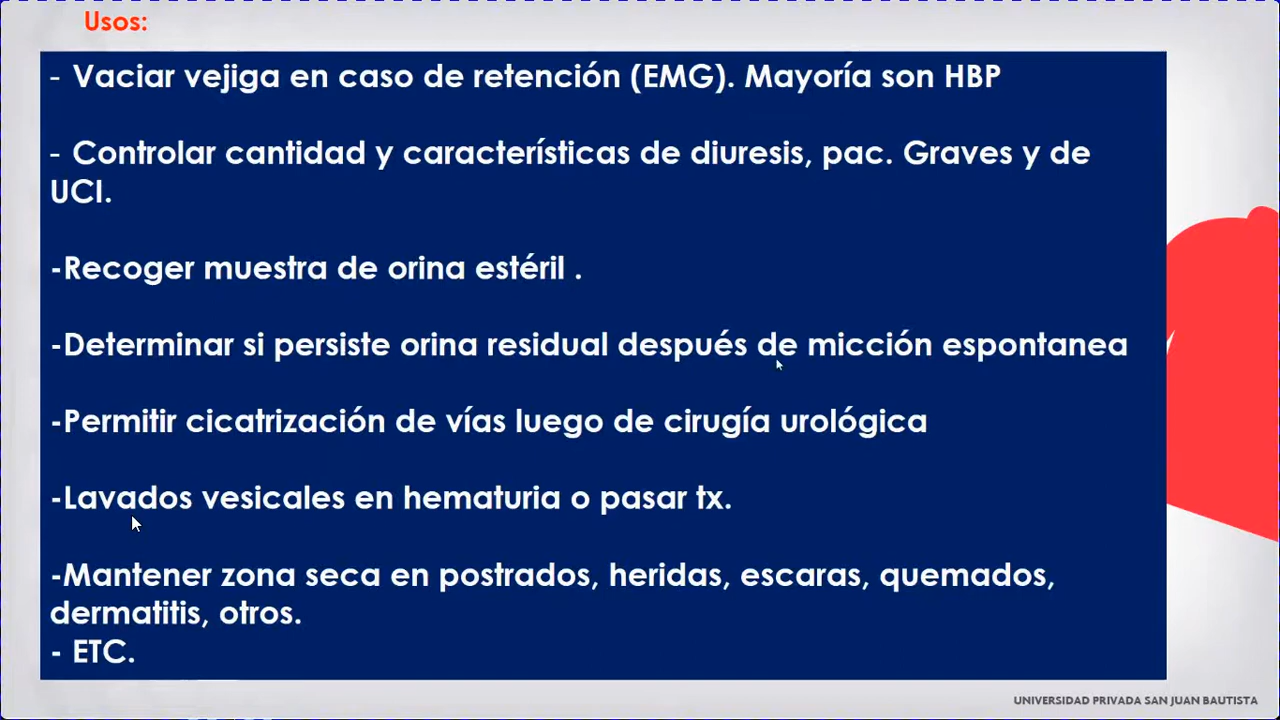 Usos:
- Vaciar vejiga en caso de retención (EMG). Mayoría son HBP
- Controlar cantidad y características de diuresis, pac. Graves y de
UCI.
-Recoger muestra de orina estéril .
-Determinar si persiste orina residual después de micción espontanea
-Permitir cicatrización de vías luego de cirugía urológica
-Lavados vesicales en hematuria o pasar tx.
-Mantener zona seca en postrados, heridas, escaras, quemados,
dermatitis, otros.
- ETC.
UNIVERSIDAD PRIVADA SAN JUAN BAUTISTA